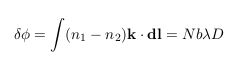 δϕ = ∫(n₁ − n₂)𝐤 · 𝐝𝐥 = NbλD